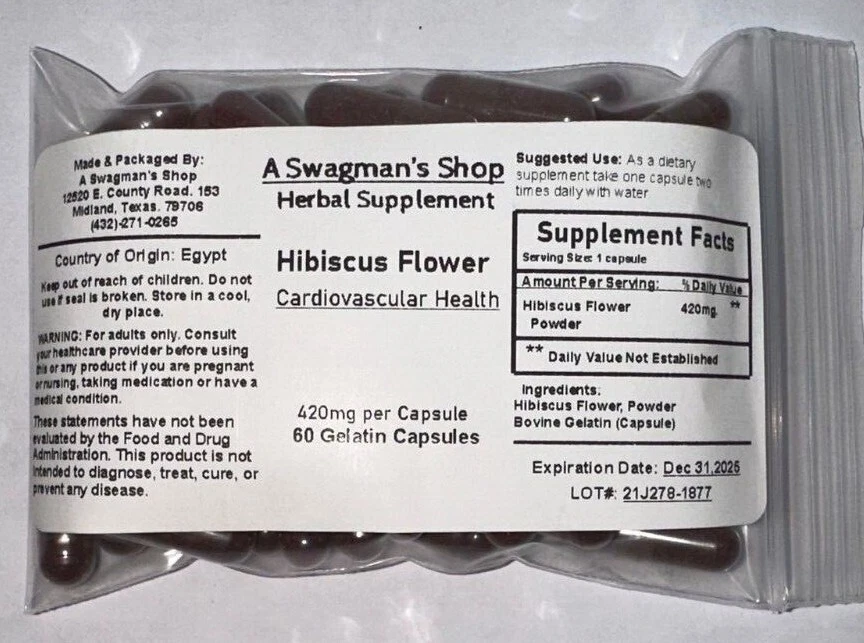 Made & Packaged By:
A Swagman's Shop
12520 E. County Road. 153
Midland, Texas. 79706
(432)-271-0265
Country of Origin: Egypt
Keep out of reach of children. Do not
use if seal is broken. Store in a cool,
dry place.
WARNING: For adults only. Consult
your healthcare provider before using
this or any product if you are pregnant
or nursing, taking medication or have a
medical condition.
These statements have not been
evaluated by the Food and Drug
Administration. This product is not
intended to diagnose, treat, cure, or
prevent any disease.
A Swagman's Shop
Herbal Supplement
Hibiscus Flower
Cardiovascular Health
420mg per Capsule
60 Gelatin Capsules
Suggested Use: As a dietary
supplement take one capsule two
times daily with water
Supplement Facts
Serving Size: 1 capsule
Amount Per Serving: % Daily Value
Hibiscus Flower 420mg **
Powder
** Daily Value Not Established
Ingredients:
Hibiscus Flower, Powder
Bovine Gelatin (Capsule)
Expiration Date: Dec 31,2025
LOT#: 21J278-1877